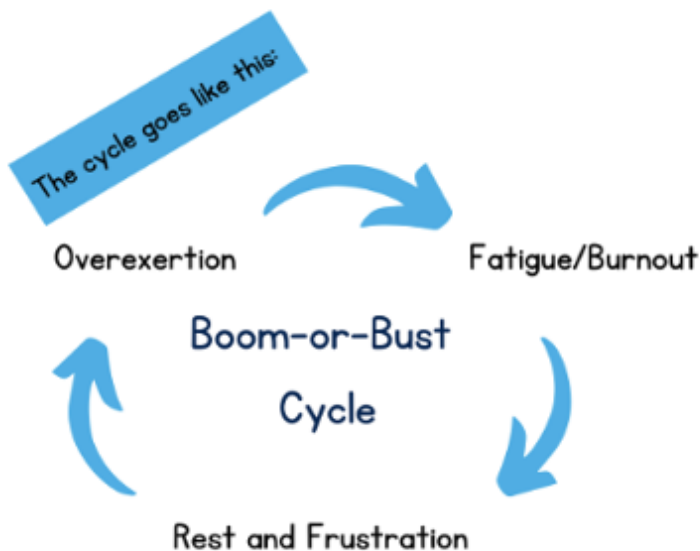 The cycle goes like this:
Overexertion
Fatigue/Burnout
Boom-or-Bust
Cycle
Rest and Frustration